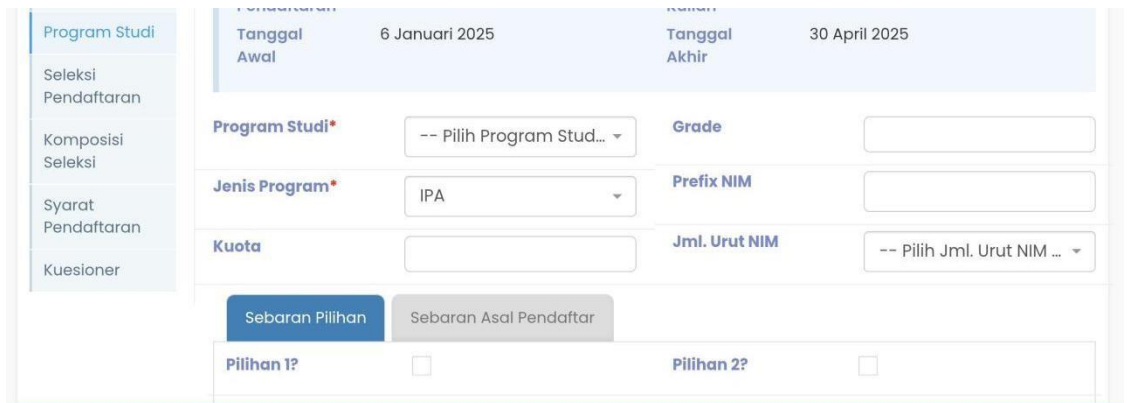 Program Studi
Seleksi
Pendaftaran
Komposisi
Seleksi
Syarat
Pendaftaran
Kuesioner
Tanggal
Awal
6 Januari 2025
Tanggal
Akhir
30 April 2025
Program Studi*
-- Pilih Program Stud...
Grade
Jenis Program*
IPA
Prefix NIM
Kuota
Jml. Urut NIM
-- Pilih Jml. Urut NIM ...
Sebaran Pilihan
Sebaran Asal Pendaftar
Pilihan 1?
Pilihan 2?